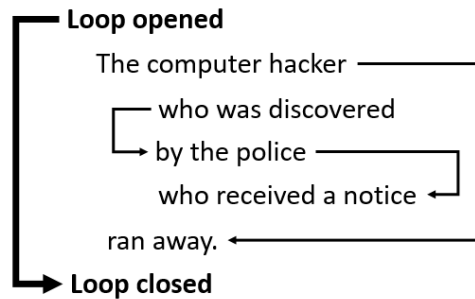 Loop opened
The computer hacker
who was discovered
by the police
who received a notice
ran away.
Loop closed